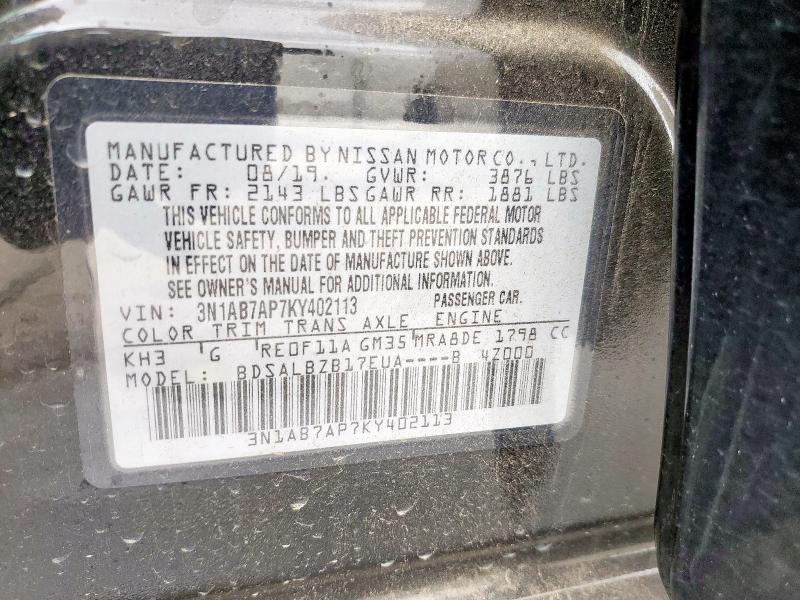 MANUFACTURED BY NISSAN MOTOR CO., LTD.
DATE: 08/19. GVWR: 3876 LBS
GAWR FR: 2143 LBS GAWR RR: 1881 LBS
THIS VEHICLE CONFORMS TO ALL APPLICABLE FEDERAL MOTOR
VEHICLE SAFETY, BUMPER AND THEFT PREVENTION STANDARDS
IN EFFECT ON THE DATE OF MANUFACTURE SHOWN ABOVE.
SEE OWNER'S MANUAL FOR ADDITIONAL INFORMATION.
VIN: 3N1AB7AP7KY402113 PASSENGER CAR.
COLOR TRIM TRANS AXLE ENGINE
KH3 G RE0F11A GM35 MRA8DE 1798 CC
MODEL: BDSALBZB17EUA----B 4Z000
3N1AB7AP7KY402113